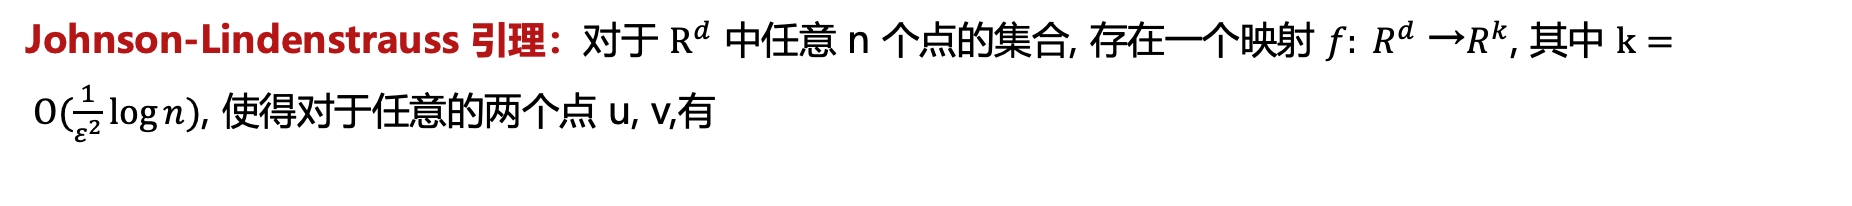 Johnson-Lindenstrauss 引理：对于 R^d 中任意 n 个点的集合, 存在一个映射 f: R^d →R^k, 其中 k =
O(1/ε^2 log n), 使得对于任意的两个点 u, v,有